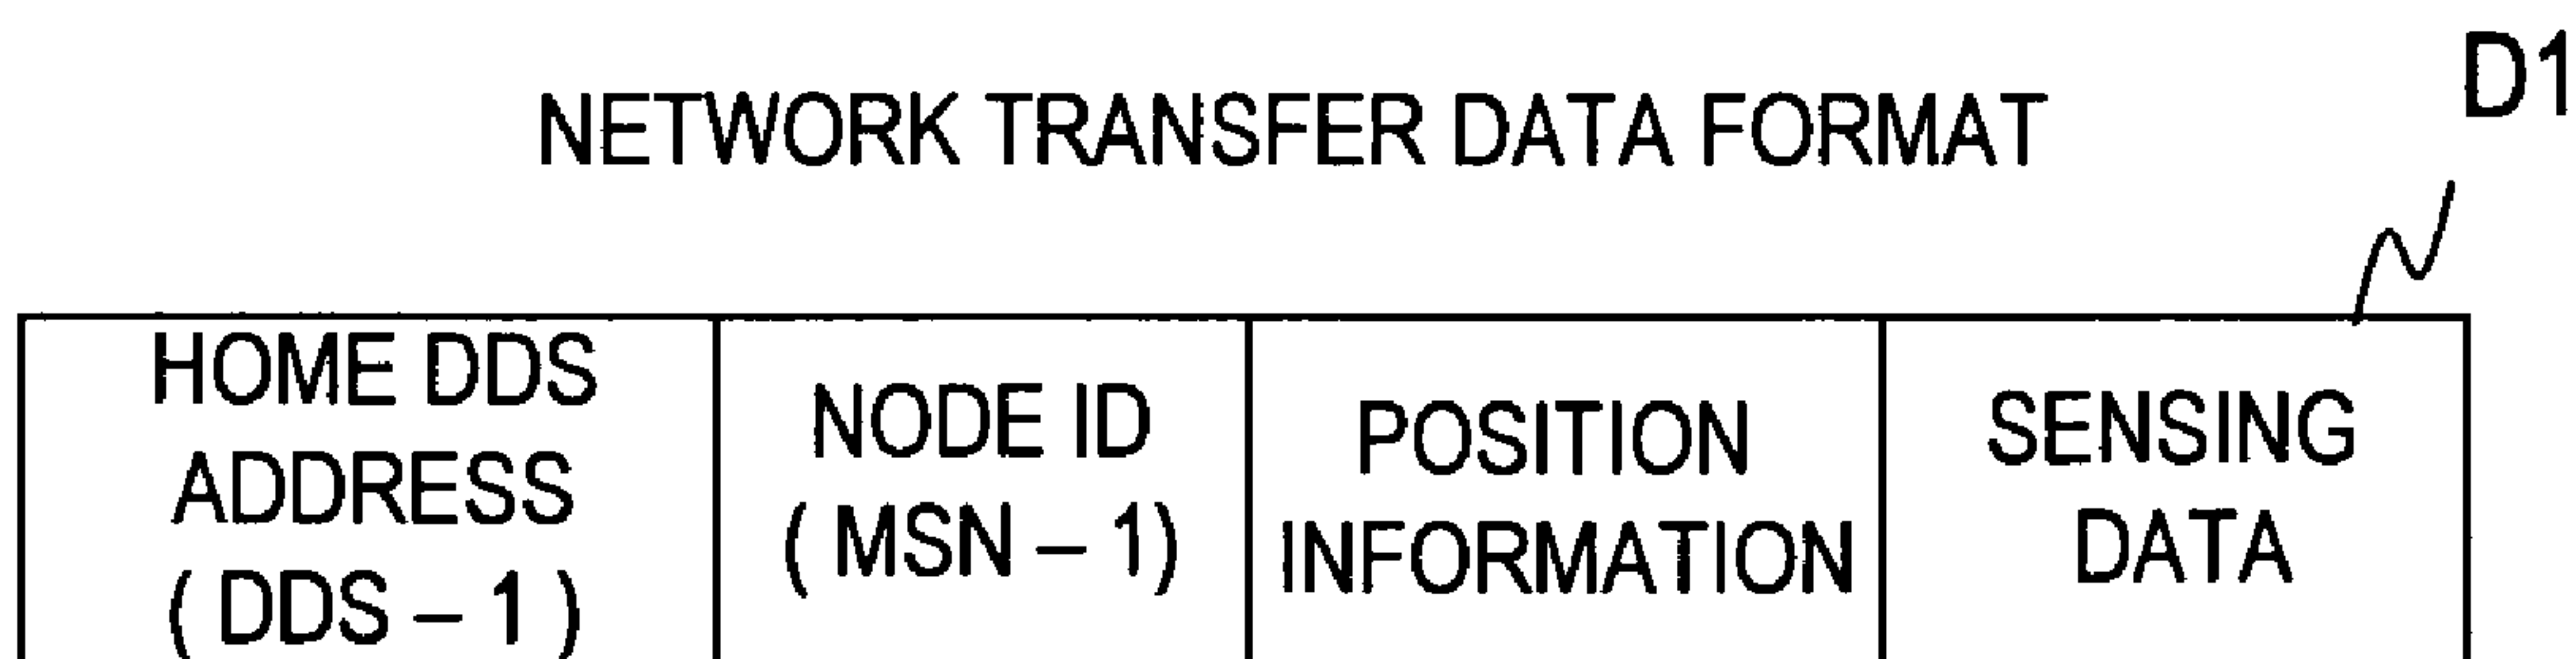 D1
NETWORK TRANSFER DATA FORMAT
HOME DDS
ADDRESS
( DDS – 1 )
NODE ID
( MSN – 1)
POSITION
INFORMATION
SENSING
DATA